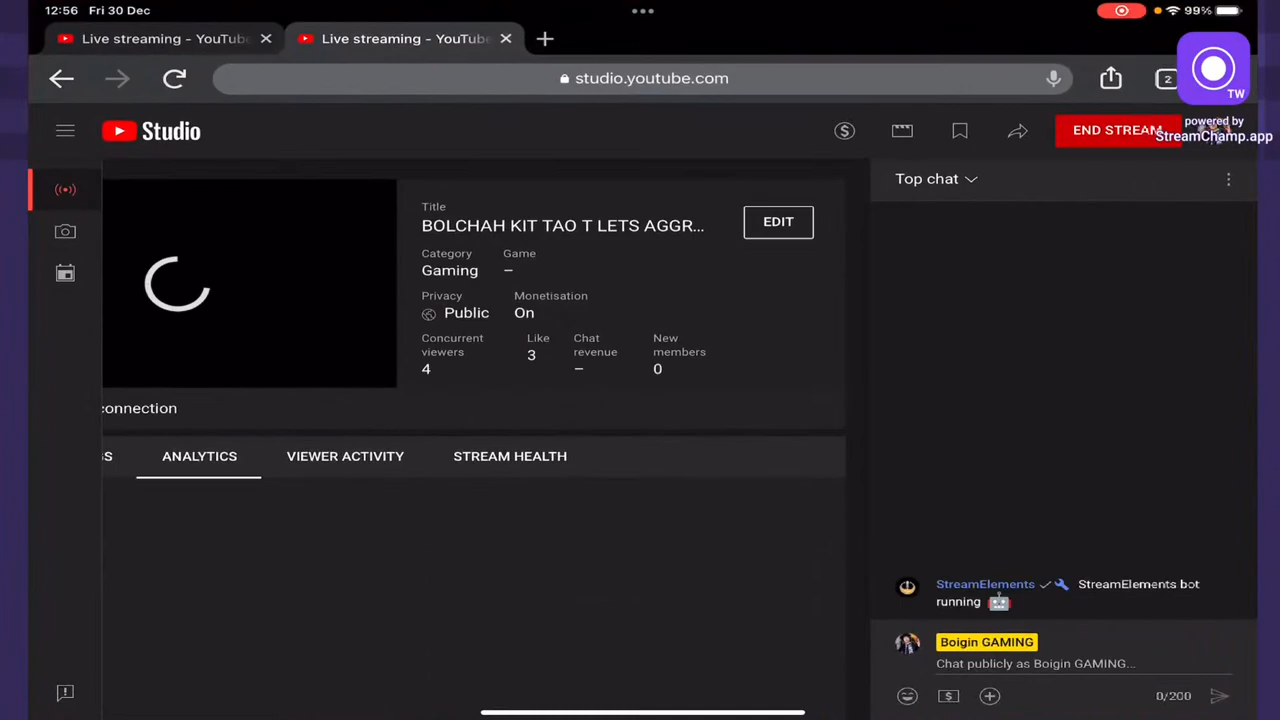 12:56 Fri 30 Dec
99%
Live streaming - YouTube
Live streaming - YouTube
studio.youtube.com
2
TW
powered by
StreamChamp.app
Studio
END STREAM
Title
BOLCHAH KIT TAO T LETS AGGR...
EDIT
Category Game
Gaming –
Privacy Monetisation
Public On
Concurrent viewers
4
Like
3
Chat revenue
–
New members
0
connection
GS
ANALYTICS
VIEWER ACTIVITY
STREAM HEALTH
Top chat
StreamElements StreamElements bot
running 🤖
Boigin GAMING
Chat publicly as Boigin GAMING...
0/200